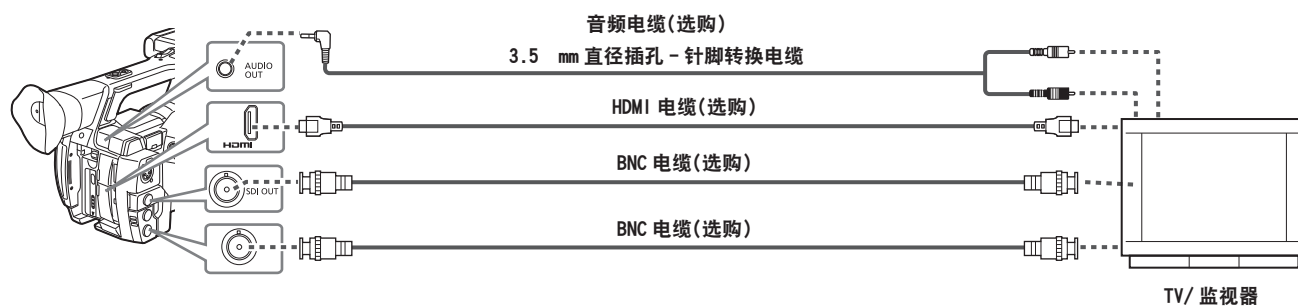 音频电缆(选购)
3.5 mm 直径插孔-针脚转换电缆
AUDIO
OUT
HDMI 电缆(选购)
HDMI
BNC 电缆(选购)
SDI OUT
BNC 电缆(选购)
TV/监视器